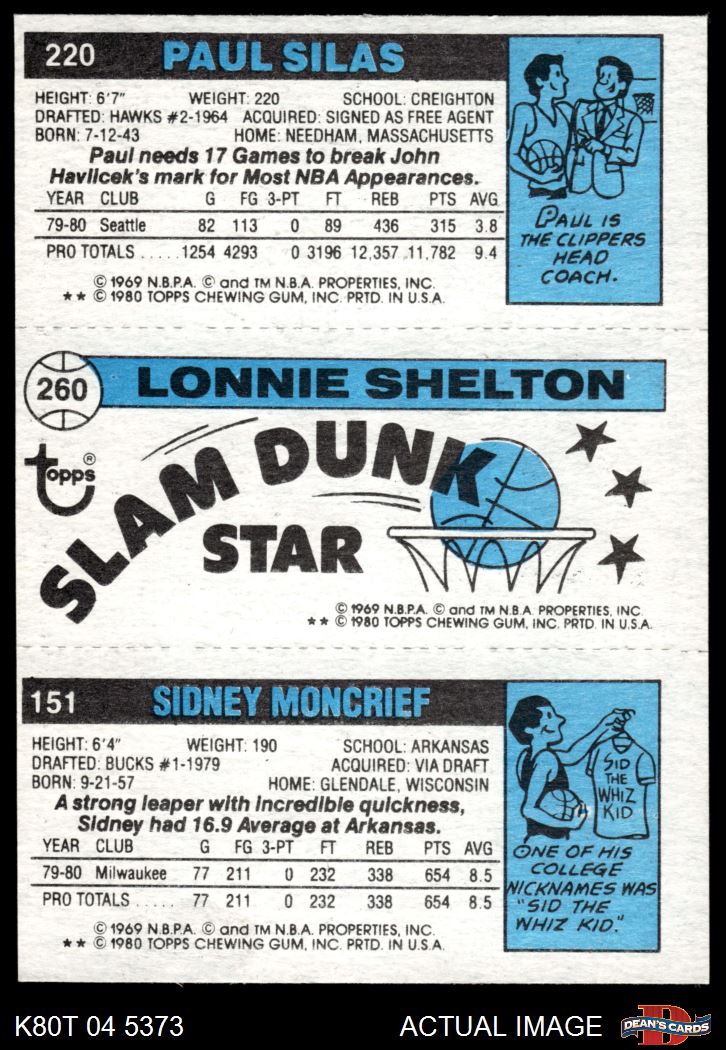 220 PAUL SILAS
HEIGHT: 6'7" WEIGHT: 220 SCHOOL: CREIGHTON
DRAFTED: HAWKS #2-1964 ACQUIRED: SIGNED AS FREE AGENT
BORN: 7-12-43 HOME: NEEDHAM, MASSACHUSETTS
Paul needs 17 Games to break John
Havlicek's mark for Most NBA Appearances.
YEAR CLUB G FG 3-PT FT REB PTS AVG
79-80 Seattle 82 113 0 89 436 315 3.8
PRO TOTALS ..... 1254 4293 0 3196 12,357 11,782 9.4
© 1969 N.B.P.A. © and TM N.B.A. PROPERTIES, INC.
** © 1980 TOPPS CHEWING GUM, INC. PRTD. IN U.S.A.
PAUL IS
THE CLIPPERS
HEAD
COACH.
260 LONNIE SHELTON
Topps®
SLAM DUNK
STAR
© 1969 N.B.P.A. © and TM N.B.A. PROPERTIES, INC.
** © 1980 TOPPS CHEWING GUM, INC. PRTD. IN U.S.A.
151 SIDNEY MONCRIEF
HEIGHT: 6'4" WEIGHT: 190 SCHOOL: ARKANSAS
DRAFTED: BUCKS #1-1979 ACQUIRED: VIA DRAFT
BORN: 9-21-57 HOME: GLENDALE, WISCONSIN
A strong leaper with incredible quickness,
Sidney had 16.9 Average at Arkansas.
YEAR CLUB G FG 3-PT FT REB PTS AVG
79-80 Milwaukee 77 211 0 232 338 654 8.5
PRO TOTALS ..... 77 211 0 232 338 654 8.5
© 1969 N.B.P.A. © and TM N.B.A. PROPERTIES, INC.
** © 1980 TOPPS CHEWING GUM, INC. PRTD. IN U.S.A.
SID
THE
WHIZ
KID
ONE OF HIS
COLLEGE
NICKNAMES WAS
"SID THE
WHIZ KID."
K80T 04 5373 ACTUAL IMAGE
D
DEAN'S CARDS